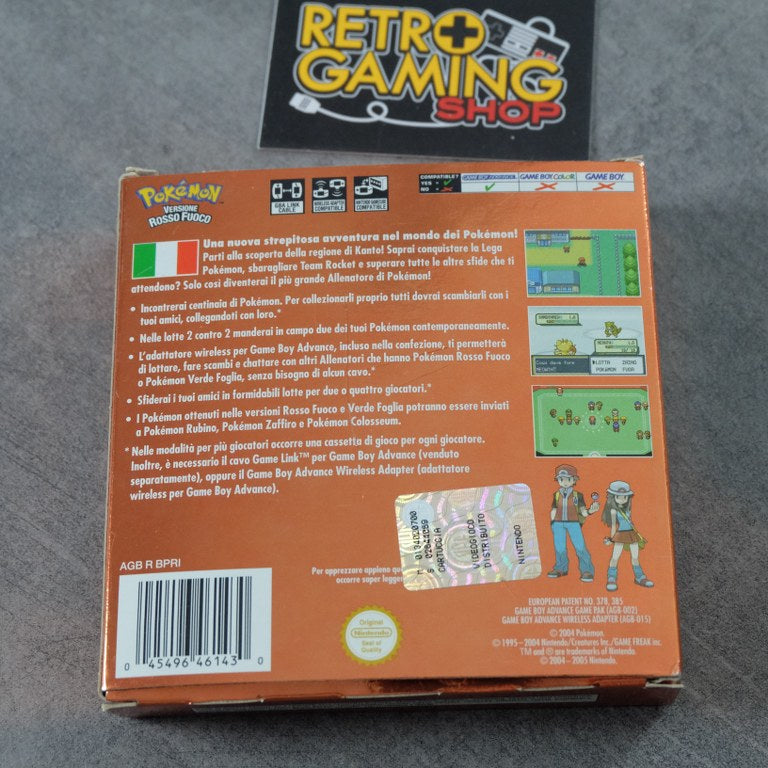 RETRO
GAMING
SHOP
POKéMON
VERSIONE
ROSSO FUOCO
GBA LINK
CABLE
WIRELESS ADAPTER
COMPATIBLE
NINTENDO GAMECUBE
COMPATIBLE
COMPATIBLE?
YES =
NO =
GAME BOY ADVANCE
GAME BOY COLOR
GAME BOY
Una nuova strepitosa avventura nel mondo dei Pokémon!
Parti alla scoperta della regione di Kanto! Saprai conquistare la Lega
Pokémon, sbaragliare Team Rocket e superare tutte le altre sfide che ti
attendono? Solo così diventerai il più grande Allenatore di Pokémon!
• Incontrerai centinaia di Pokémon. Per collezionarli proprio tutti dovrai scambiarli con i
tuoi amici, collegandoti con loro.*
• Nelle lotte 2 contro 2 manderai in campo due dei tuoi Pokémon contemporaneamente.
• L'adattatore wireless per Game Boy Advance, incluso nella confezione, ti permetterà
di lottare, fare scambi e chattare con altri Allenatori che hanno Pokémon Rosso Fuoco
o Pokémon Verde Foglia, senza bisogno di alcun cavo.*
• Sfiderai i tuoi amici in formidabili lotte per due o quattro giocatori.*
• I Pokémon ottenuti nelle versioni Rosso Fuoco e Verde Foglia potranno essere inviati
a Pokémon Rubino, Pokémon Zaffiro e Pokémon Colosseum.
*Nelle modalità per più giocatori occorre una cassetta di gioco per ogni giocatore.
Inoltre, è necessario il cavo Game Link™ per Game Boy Advance (venduto
separatamente), oppure il Game Boy Advance Wireless Adapter (adattatore
wireless per Game Boy Advance).
LOTTA ZAINO
POKéMON FUGA
CARTUCCIA
VIDEOGIOCO
DISTRIBUITO
NINTENDO
Per apprezzare appieno
occorre saper legger
AGB R BPRI
0 45496 46143 0
Original
Nintendo
Seal of
Quality
EUROPEAN PATENT NO. 378, 385
GAME BOY ADVANCE GAME PAK (AGB-002)
GAME BOY ADVANCE WIRELESS ADAPTER (AGB-015)
© 2004 Pokémon.
© 1995–2004 Nintendo/Creatures Inc./GAME FREAK inc.
TM and ® are trademarks of Nintendo.
© 2004–2005 Nintendo.